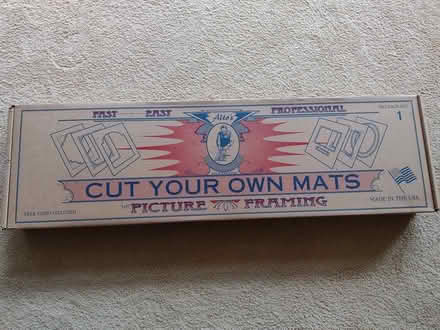 FAST EASY PROFESSIONAL
Alto's
1
CUT YOUR OWN MATS
PICTURE FRAMING
MADE IN THE USA